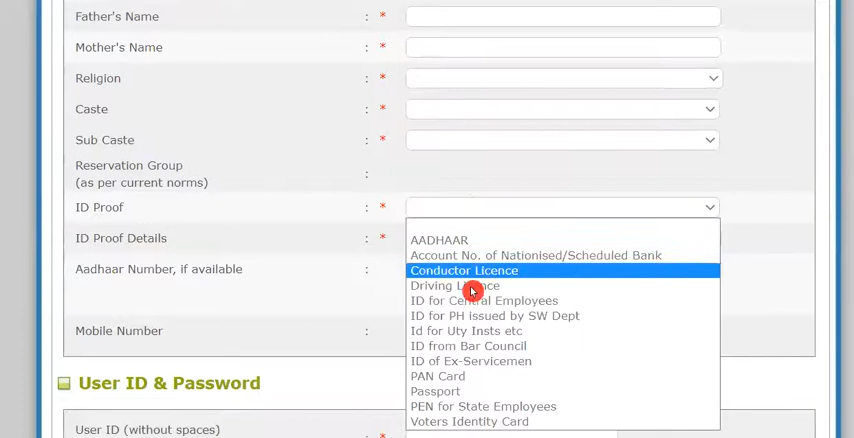 Father's Name : *
Mother's Name : *
Religion : *
Caste : *
Sub Caste : *
Reservation Group
(as per current norms) :
ID Proof : *
ID Proof Details : *
Aadhaar Number, if available :
Mobile Number :
AADHAAR
Account No. of Nationised/Scheduled Bank
Conductor Licence
Driving Licence
ID for Central Employees
ID for PH issued by SW Dept
Id for Uty Insts etc
ID from Bar Council
ID of Ex-Servicemen
PAN Card
Passport
PEN for State Employees
Voters Identity Card
User ID & Password
User ID (without spaces) : *